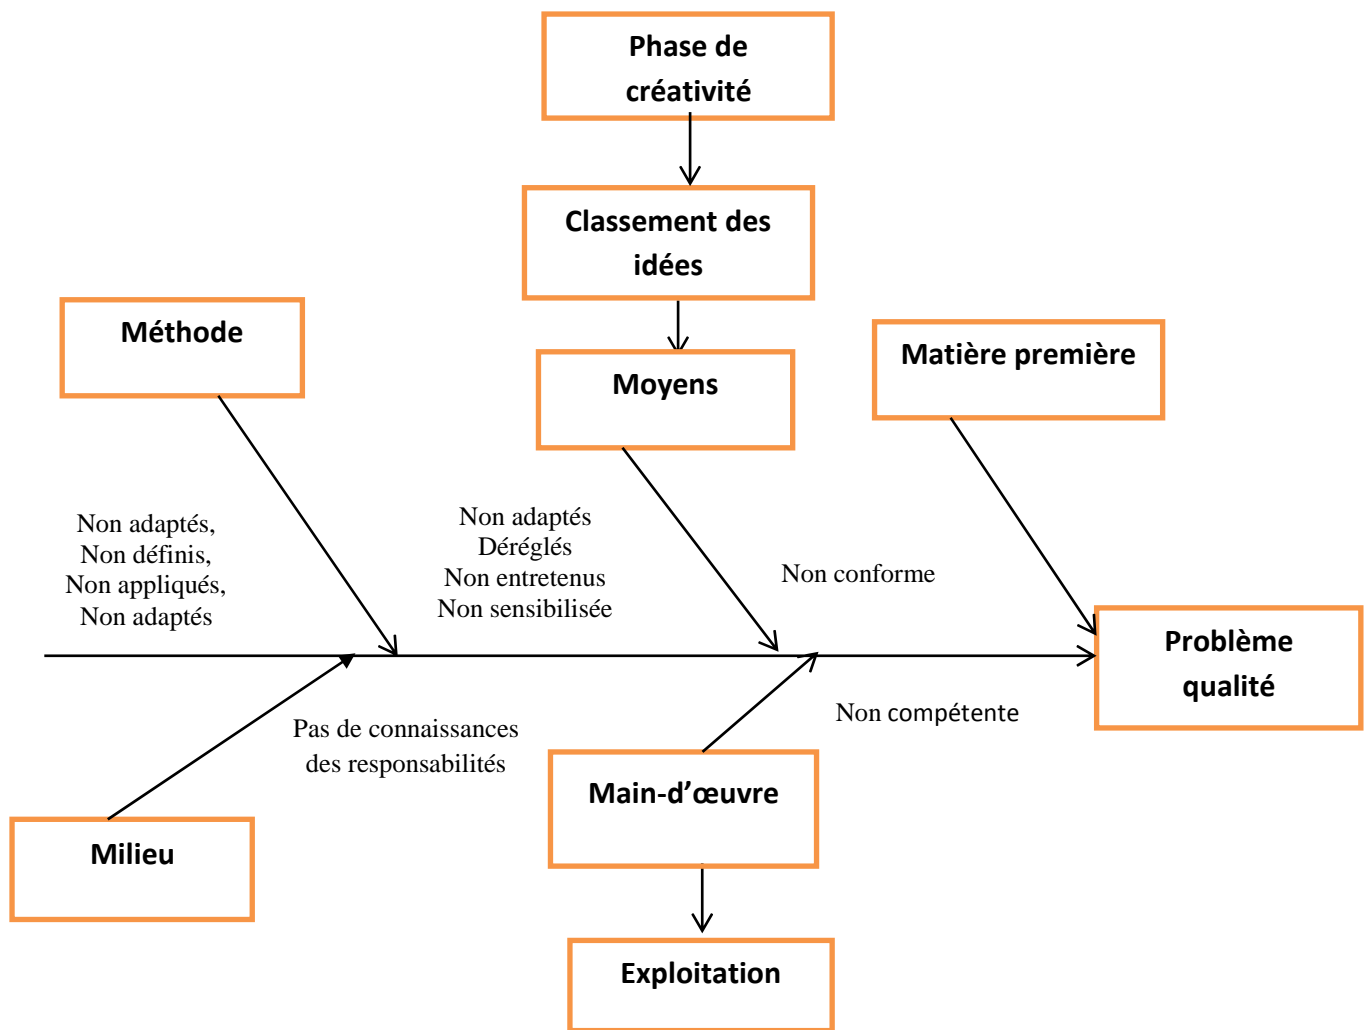 Phase de
créativité
Classement des
idées
Méthode
Moyens
Matière première
Non adaptés,
Non définis,
Non appliqués,
Non adaptés
Non adaptés
Déréglés
Non entretenus
Non sensibilisée
Non conforme
Problème
qualité
Pas de connaissances
des responsabilités
Non compétente
Main-d’œuvre
Milieu
Exploitation